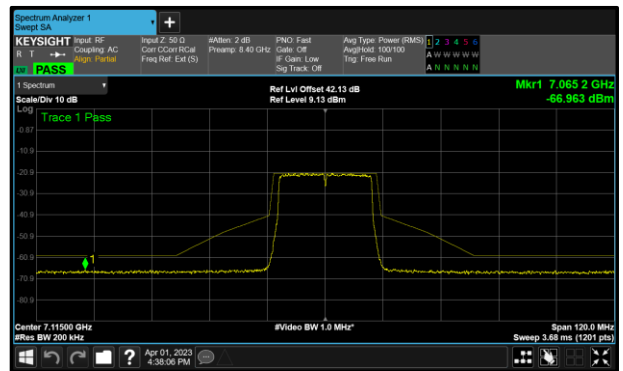 Spectrum Analyzer 1
Swept SA
+
KEYSIGHT Input: RF Input Z: 50 Ω #Atten: 2 dB PNO: Fast Avg Type: Power (RMS) 1 2 3 4 5 6
R T Coupling: AC Corr CCorr RCal Preamp: 8.40 GHz Gate: Off Avg|Hold: 100/100 A W W W W W
Align: Partial Freq Ref: Ext (S) IF Gain: Low Trig: Free Run
LNI PASS Sig Track: Off A N N N N N
1 Spectrum Ref Lvl Offset 42.13 dB Mkr1 7.065 2 GHz
Scale/Div 10 dB Ref Level 9.13 dBm -66.963 dBm
Log
Trace 1 Pass
-0.87
-10.9
-20.9
-30.9
-40.9
-50.9
1
-60.9
-70.9
-80.9
Center 7.11500 GHz #Video BW 1.0 MHz* Span 120.0 MHz
#Res BW 200 kHz Sweep 3.68 ms (1201 pts)
? Apr 01, 2023
4:38:06 PM